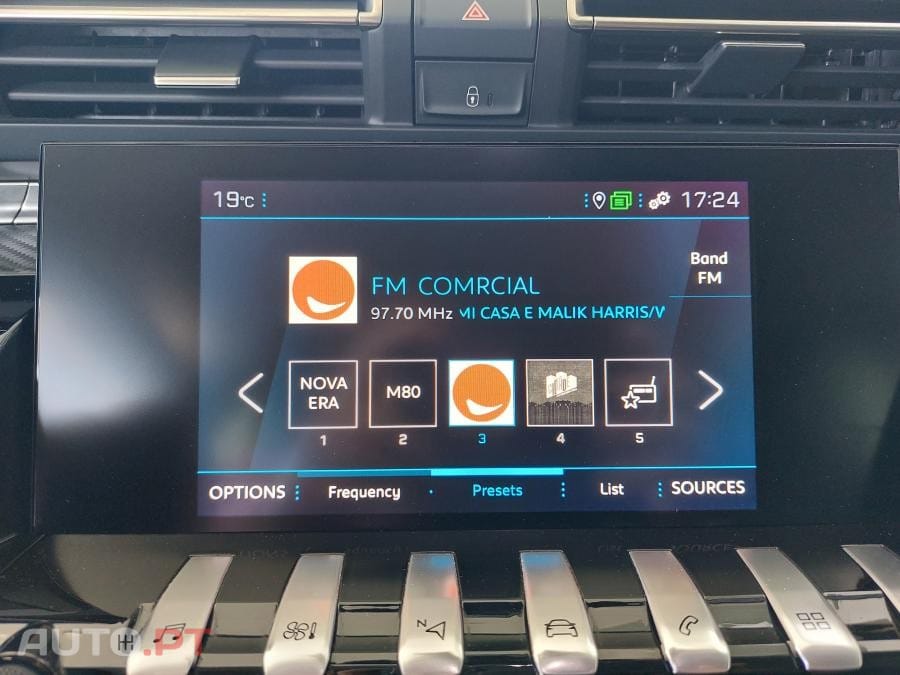 19°C
17:24
Band
FM
FM COMRCIAL
97.70 MHz MI CASA E MALIK HARRIS/
NOVA
ERA
M80
1
2
3
4
5
OPTIONS
Frequency
Presets
List
SOURCES
N
AUTO.PT